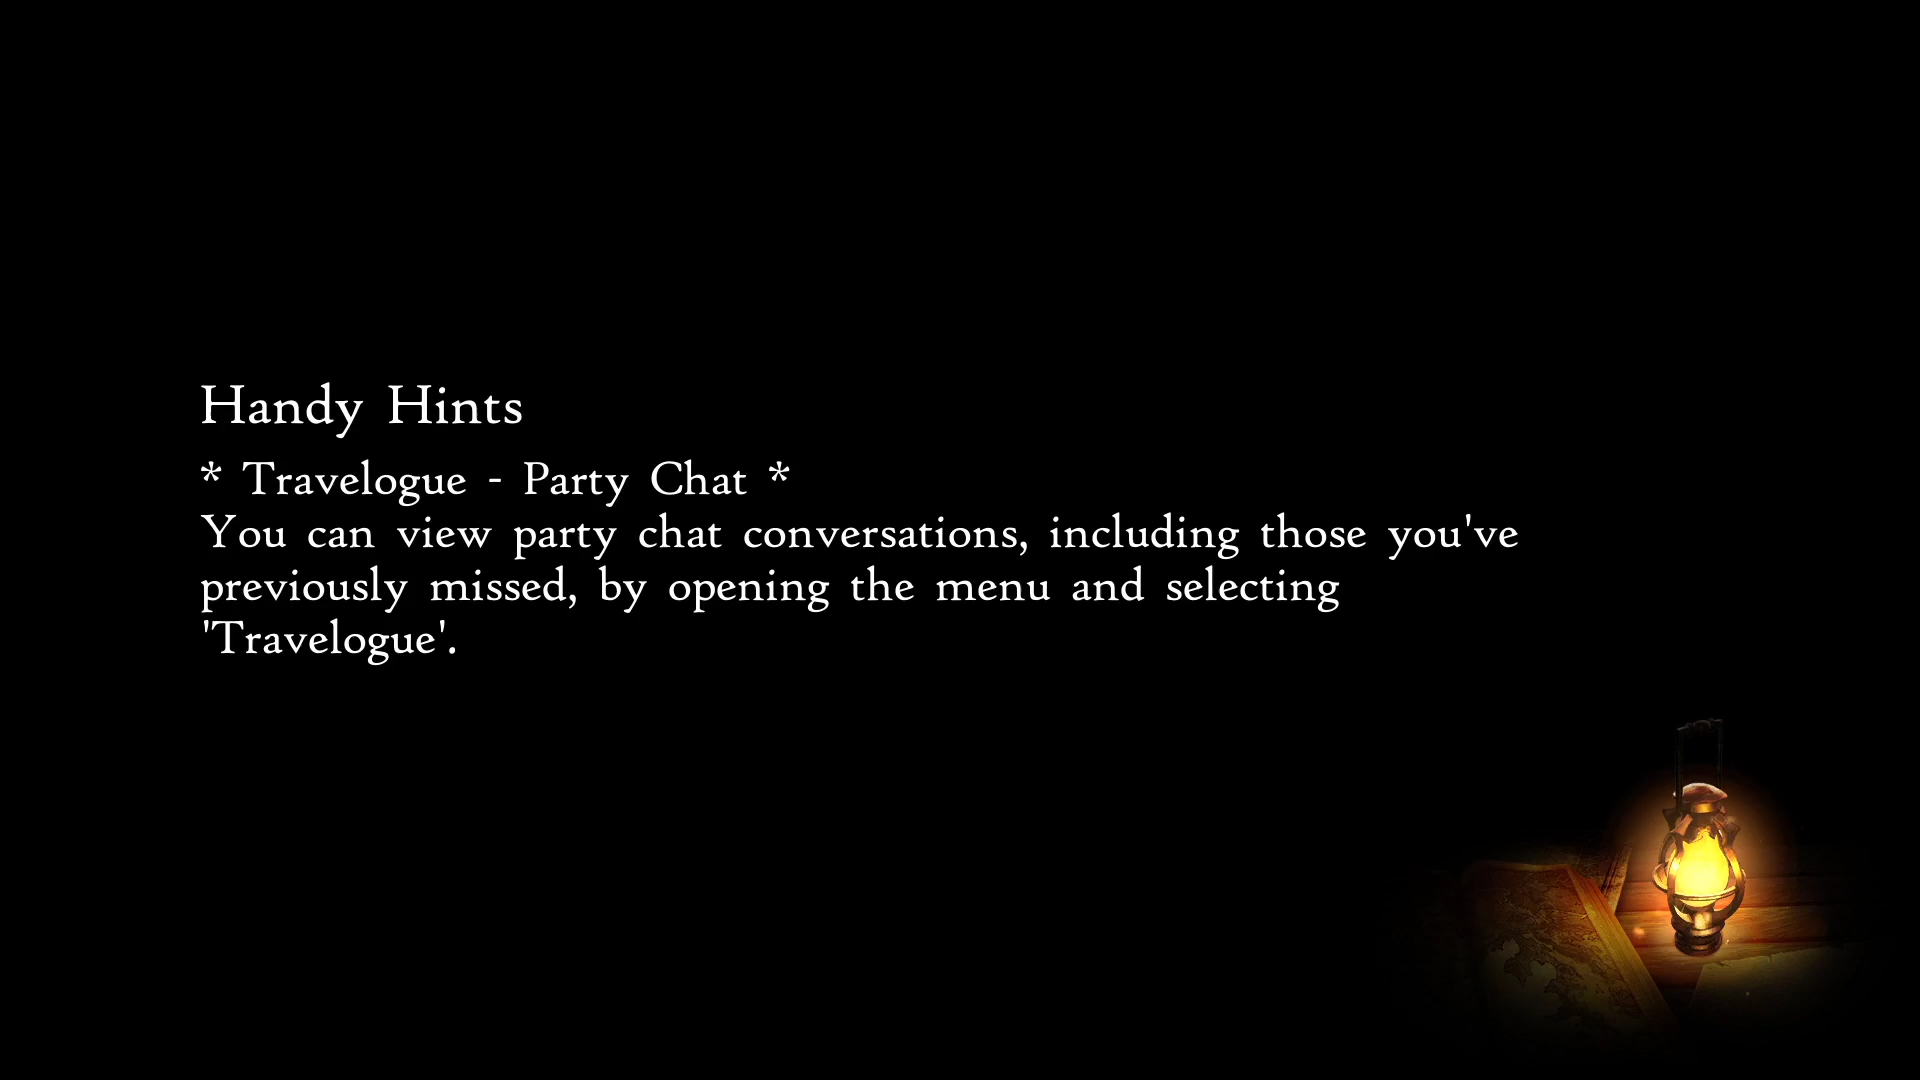 Handy Hints
* Travelogue - Party Chat *
You can view party chat conversations, including those you've
previously missed, by opening the menu and selecting
'Travelogue'.